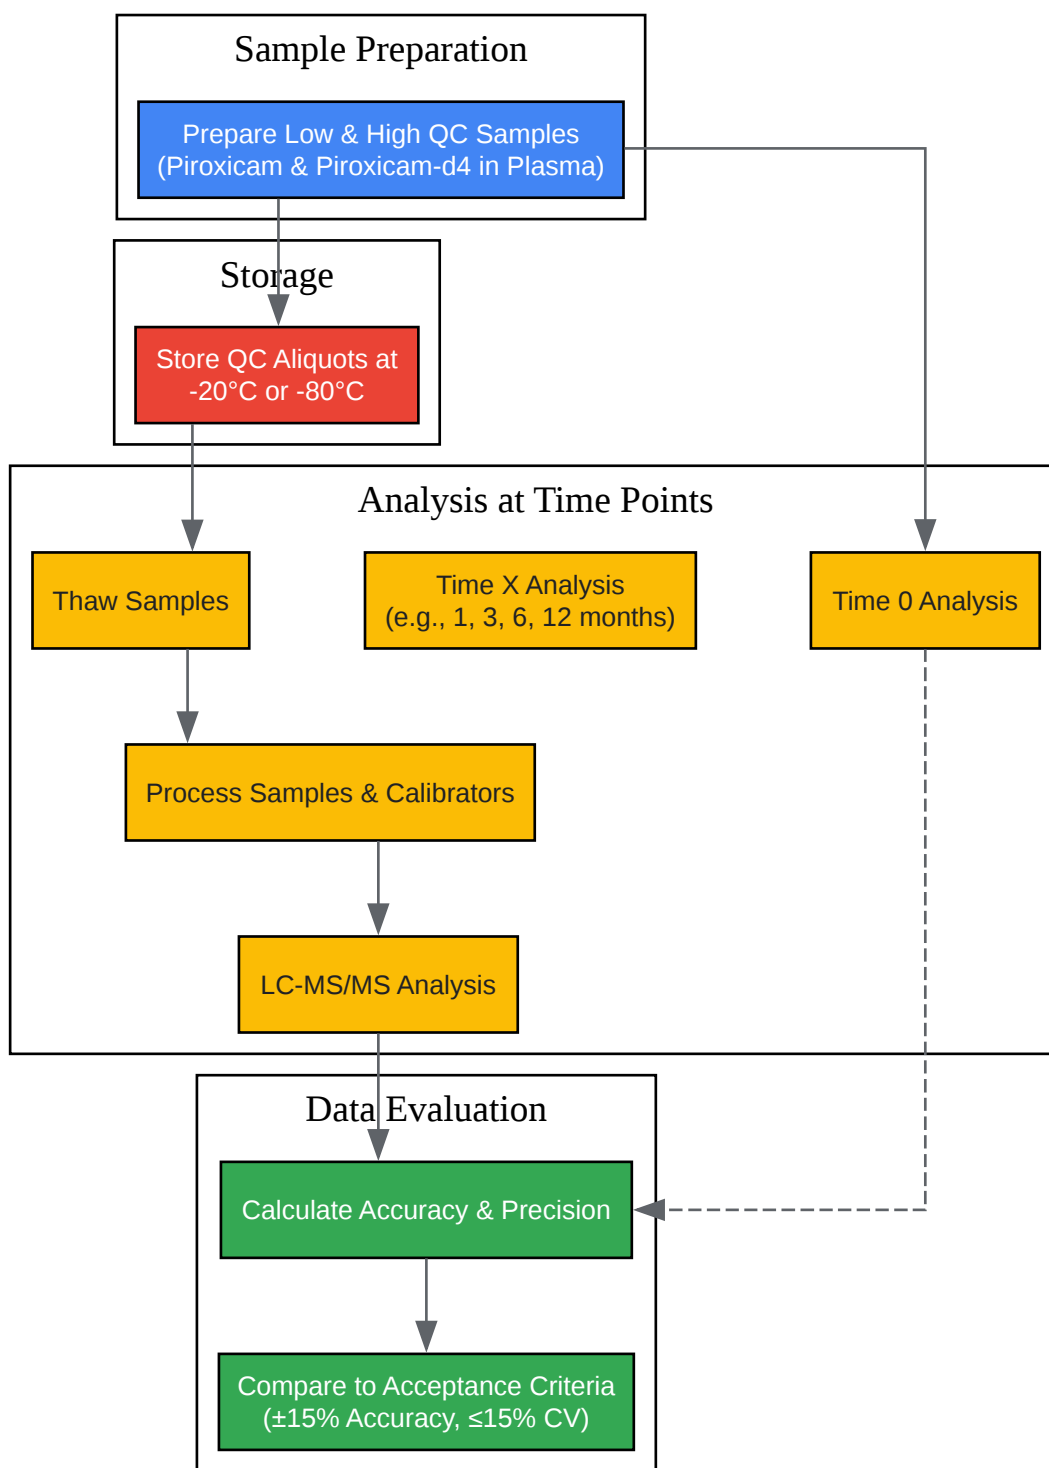 Sample Preparation
Prepare Low & High QC Samples
(Piroxicam & Piroxicam-d4 in Plasma)
Storage
Store QC Aliquots at
-20°C or -80°C
Analysis at Time Points
Thaw Samples
Time X Analysis
(e.g., 1, 3, 6, 12 months)
Time 0 Analysis
Process Samples & Calibrators
LC-MS/MS Analysis
Data Evaluation
Calculate Accuracy & Precision
Compare to Acceptance Criteria
(±15% Accuracy, ≤15% CV)